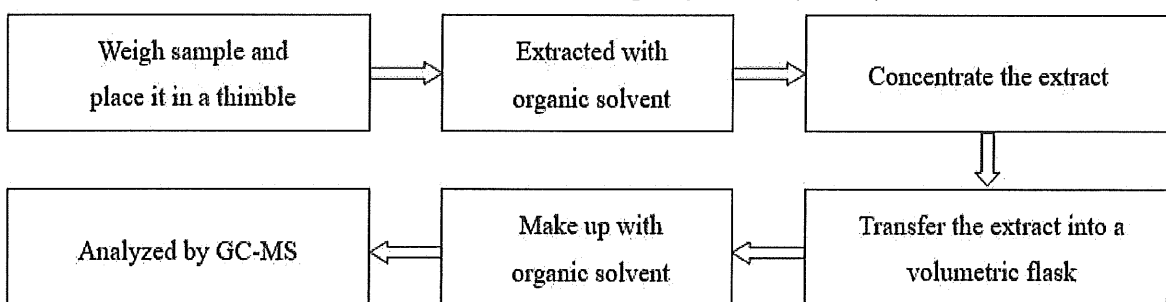 Weigh sample and
place it in a thimble
Extracted with
organic solvent
Concentrate the extract
Transfer the extract into a
volumetric flask
Make up with
organic solvent
Analyzed by GC-MS